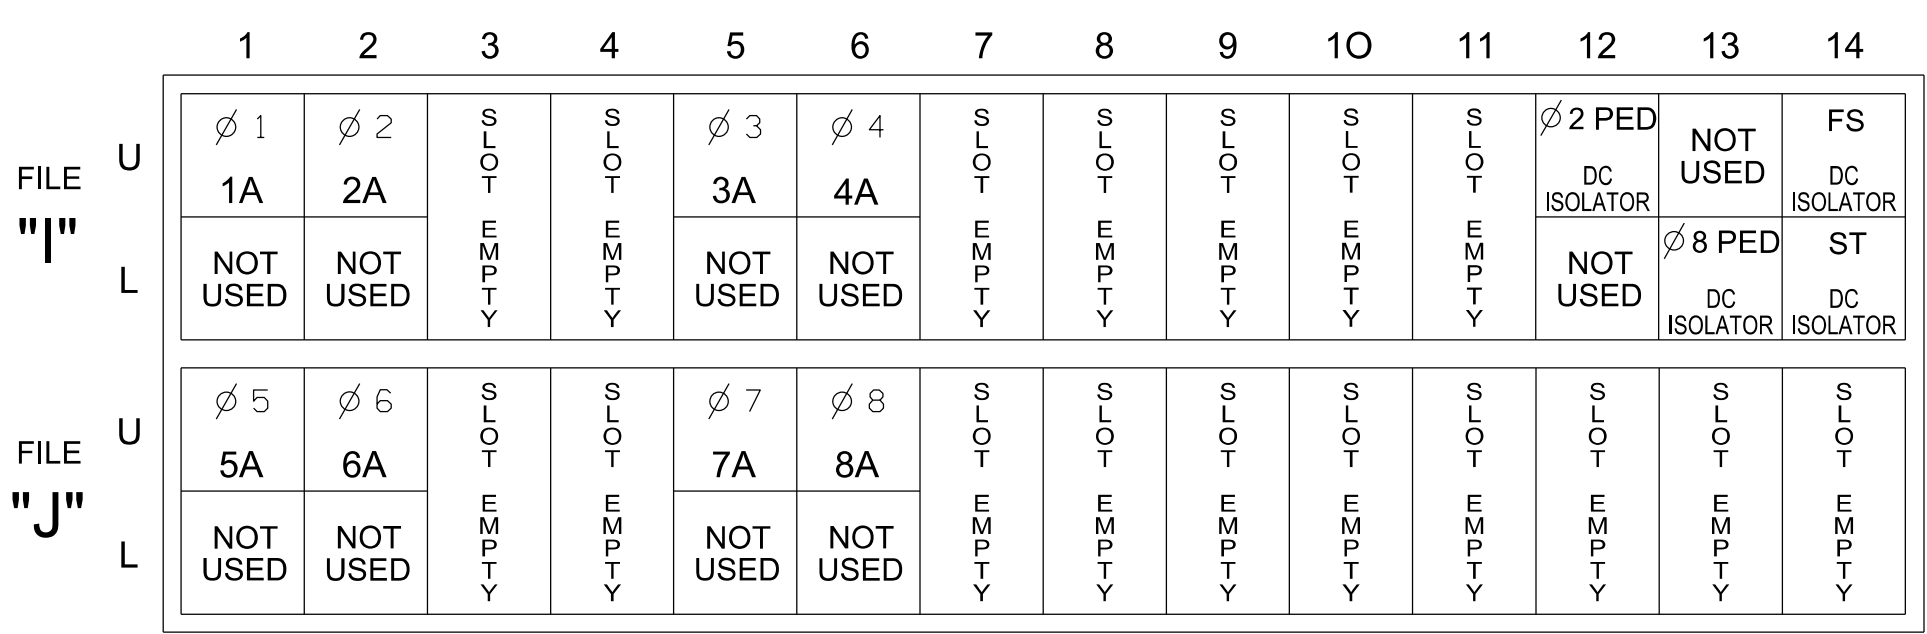 1 2 3 4 5 6 7 8 9 10 11 12 13 14
FILE "I"
U
Ø 1 1A
Ø 2 2A
SLOT EMPTY
SLOT EMPTY
Ø 3 3A
Ø 4 4A
SLOT EMPTY
SLOT EMPTY
SLOT EMPTY
SLOT EMPTY
SLOT EMPTY
Ø 2 PED DC ISOLATOR
NOT USED
FS DC ISOLATOR
L
NOT USED
NOT USED
NOT USED
NOT USED
NOT USED
Ø 8 PED DC ISOLATOR
ST DC ISOLATOR
FILE "J"
U
Ø 5 5A
Ø 6 6A
SLOT EMPTY
SLOT EMPTY
Ø 7 7A
Ø 8 8A
SLOT EMPTY
SLOT EMPTY
SLOT EMPTY
SLOT EMPTY
SLOT EMPTY
SLOT EMPTY
SLOT EMPTY
SLOT EMPTY
L
NOT USED
NOT USED
NOT USED
NOT USED